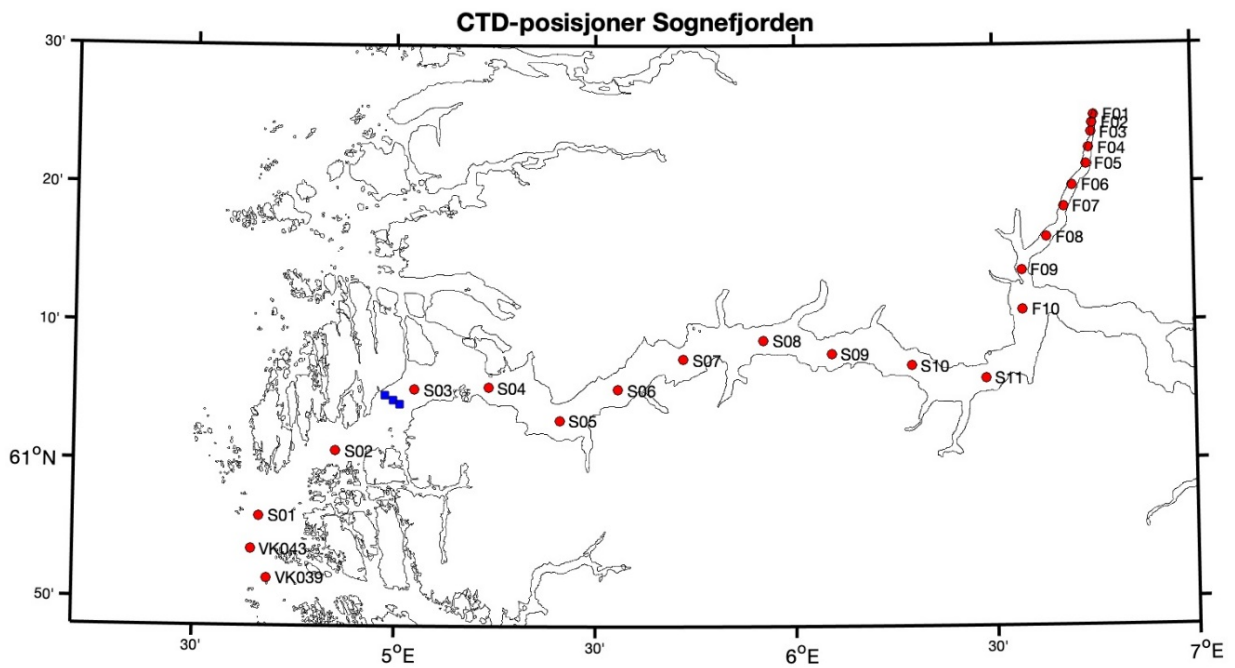 CTD-posisjoner Sognefjorden
30'
F01
F02
F03
F04
F05
20'
F06
F07
F08
F09
10'
F10
S08
S09
S07
S10
S11
S03
S04
S06
S05
61°N
S02
S01
VK043
VK039
50'
30'
5°E
30'
6°E
30'
7°E